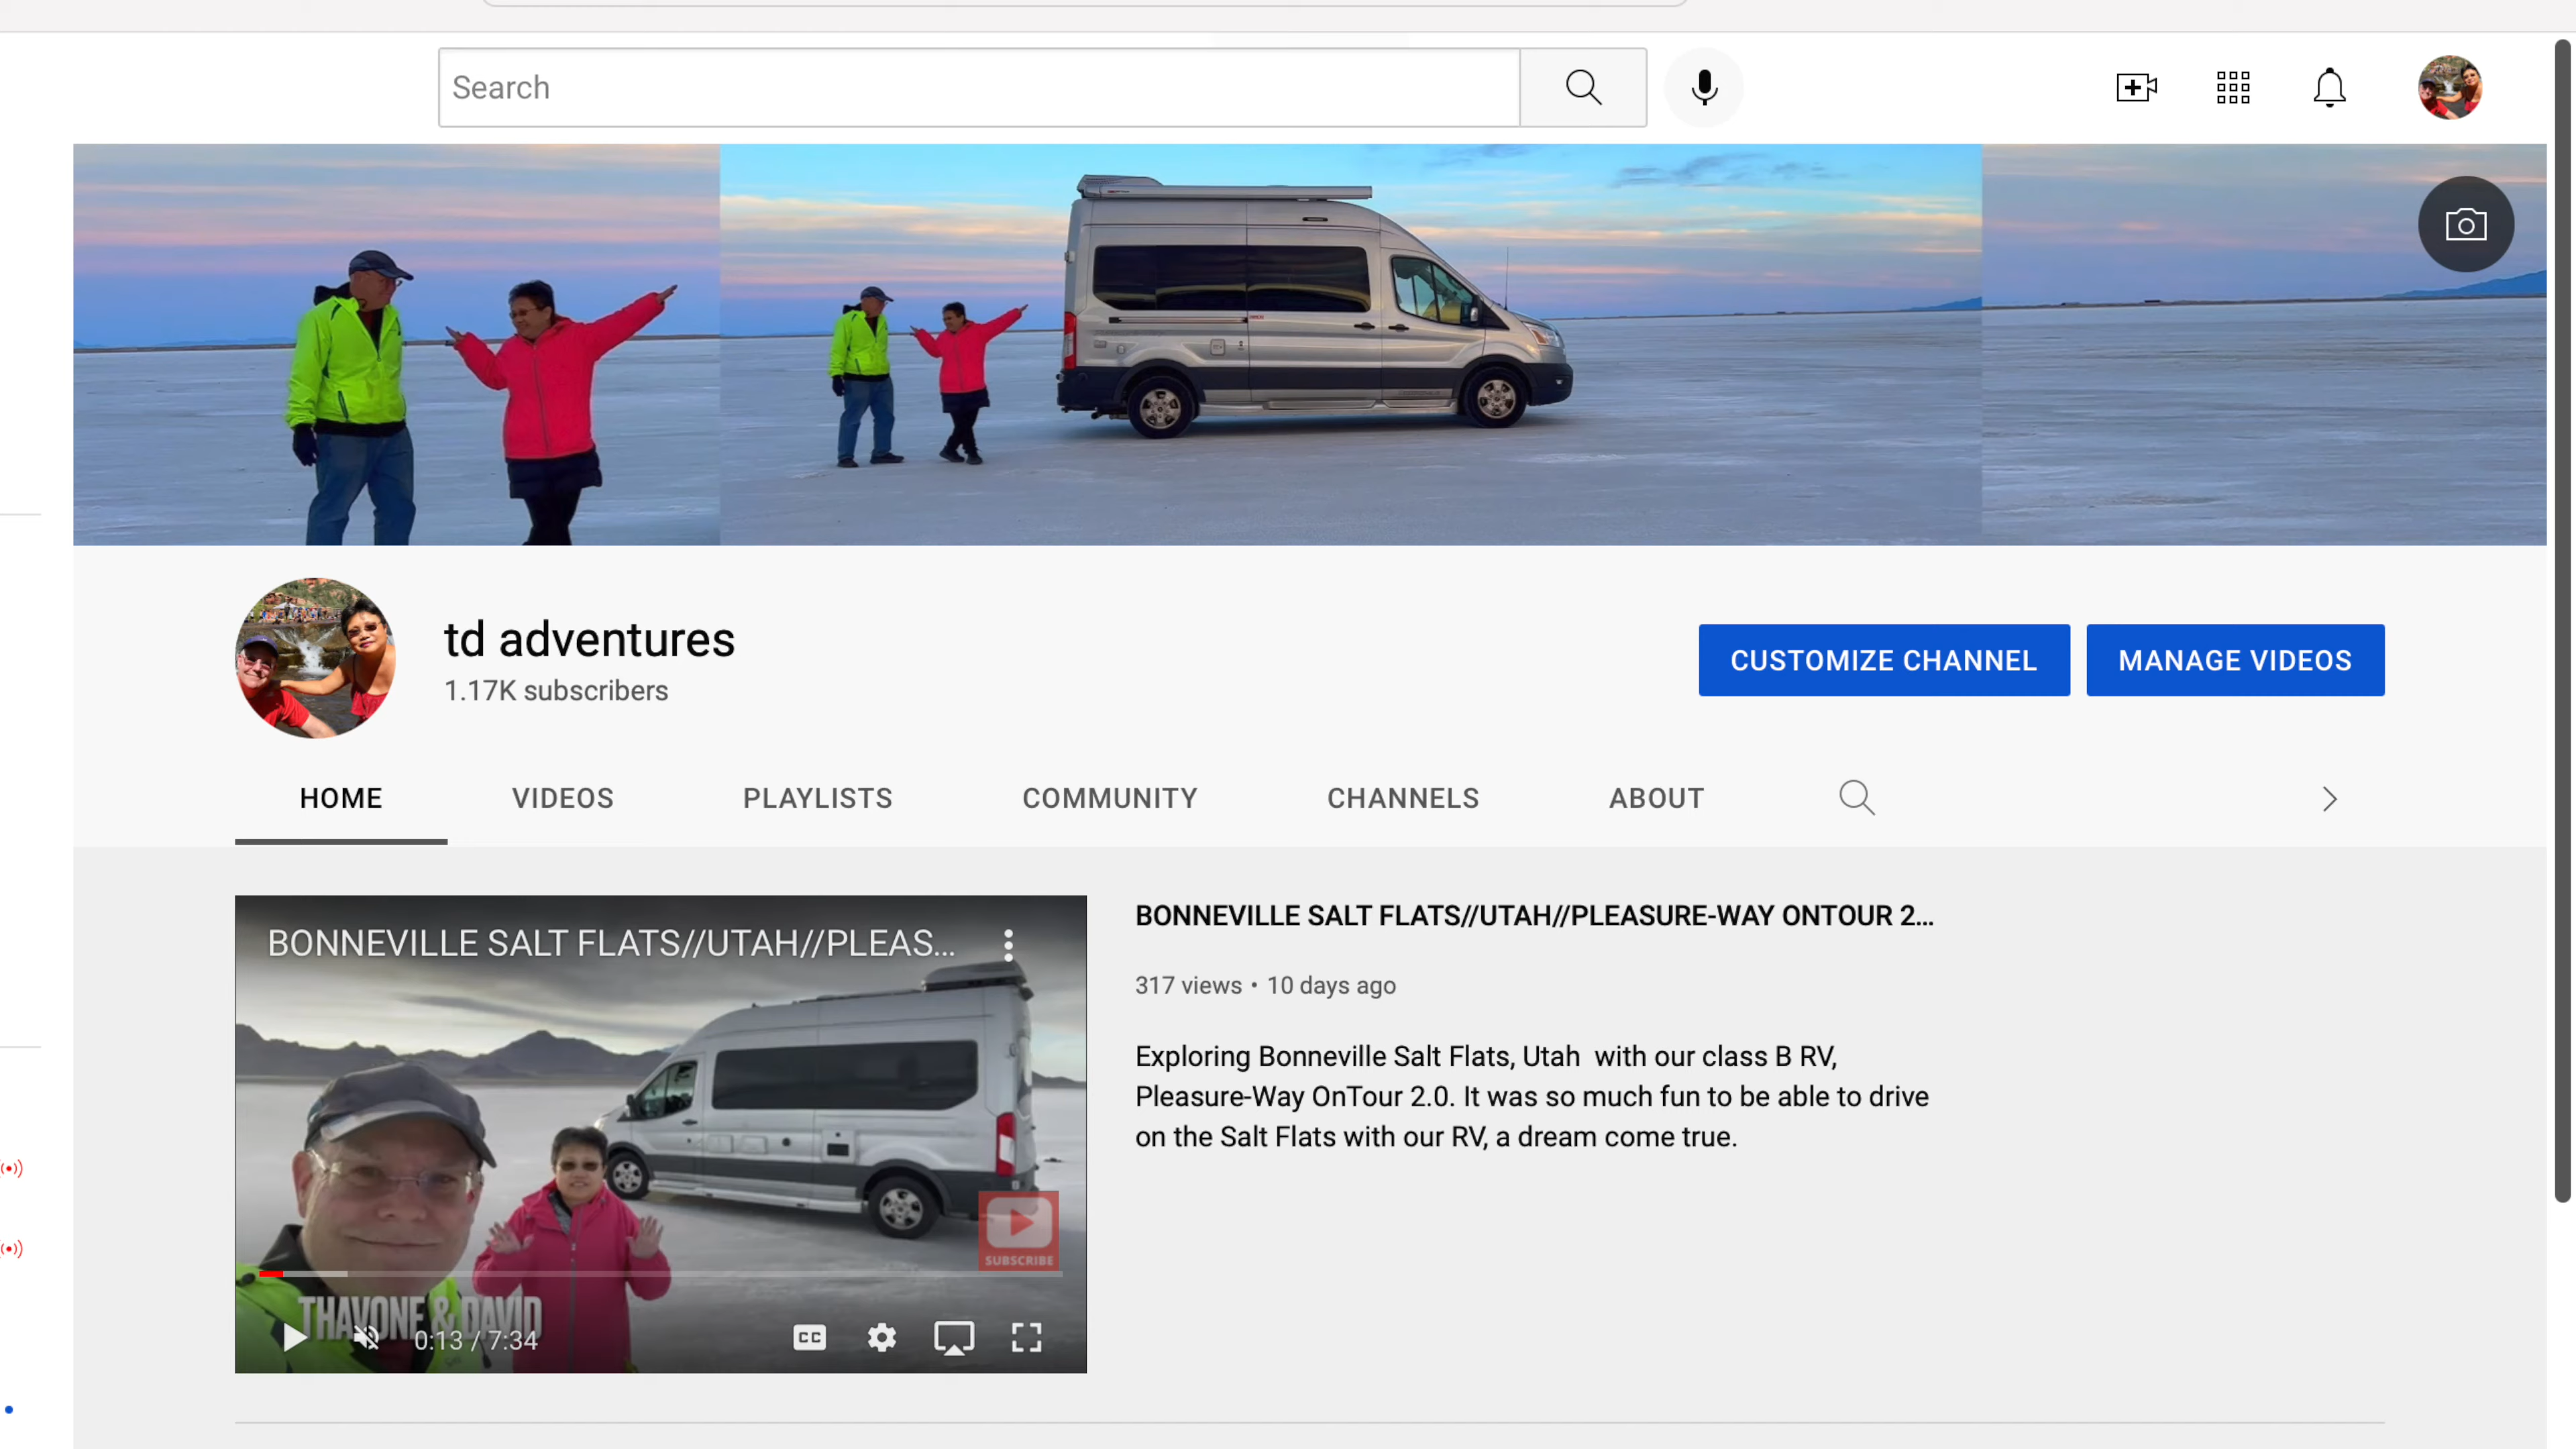 Search
td adventures
1.17K subscribers
CUSTOMIZE CHANNEL
MANAGE VIDEOS
HOME
VIDEOS
PLAYLISTS
COMMUNITY
CHANNELS
ABOUT
BONNEVILLE SALT FLATS//UTAH//PLEAS...
SUBSCRIBE
THAVONE & DAVID
0:13 / 7:34
CC
BONNEVILLE SALT FLATS//UTAH//PLEASURE-WAY ONTOUR 2...
317 views • 10 days ago
Exploring Bonneville Salt Flats, Utah  with our class B RV,
Pleasure-Way OnTour 2.0. It was so much fun to be able to drive
on the Salt Flats with our RV, a dream come true.